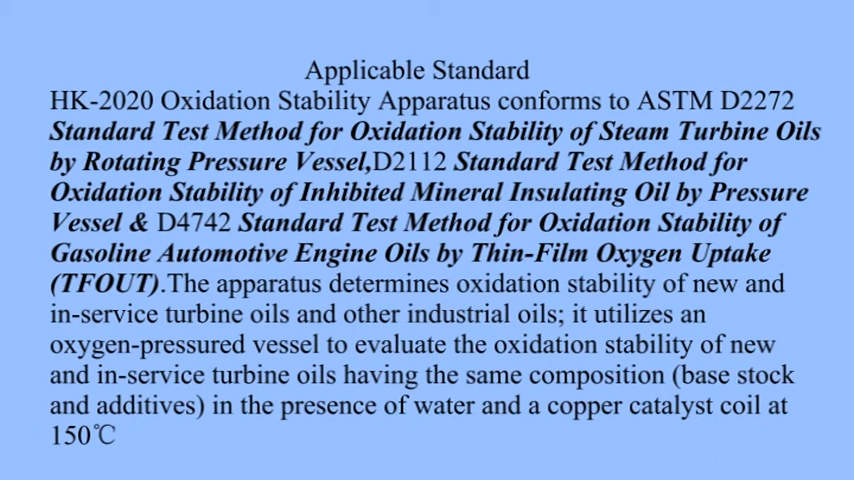 Applicable Standard
HK-2020 Oxidation Stability Apparatus conforms to ASTM D2272
Standard Test Method for Oxidation Stability of Steam Turbine Oils
by Rotating Pressure Vessel,D2112 Standard Test Method for
Oxidation Stability of Inhibited Mineral Insulating Oil by Pressure
Vessel & D4742 Standard Test Method for Oxidation Stability of
Gasoline Automotive Engine Oils by Thin-Film Oxygen Uptake
(TFOUT).The apparatus determines oxidation stability of new and
in-service turbine oils and other industrial oils; it utilizes an
oxygen-pressured vessel to evaluate the oxidation stability of new
and in-service turbine oils having the same composition (base stock
and additives) in the presence of water and a copper catalyst coil at
150℃